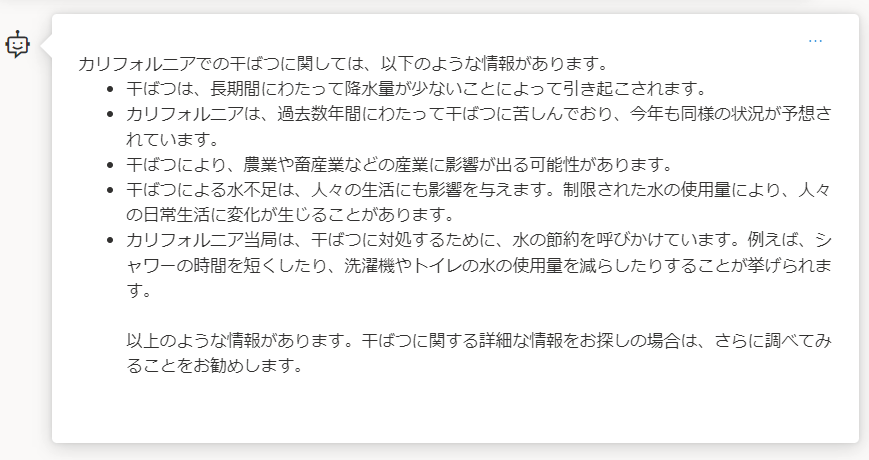 カリフォルニアでの干ばつに関しては、以下のような情報があります。
• 干ばつは、長期間にわたって降水量が少ないことによって引き起こされます。
• カリフォルニアは、過去数年間にわたって干ばつに苦しんでおり、今年も同様の状況が予想さ
れています。
• 干ばつにより、農業や畜産業などの産業に影響が出る可能性があります。
• 干ばつによる水不足は、人々の生活にも影響を与えます。制限された水の使用量により、人々
の日常生活に変化が生じることがあります。
• カリフォルニア当局は、干ばつに対処するために、水の節約を呼びかけています。例えば、シ
ャワーの時間を短くしたり、洗濯機やトイレの水の使用量を減らしたりすることが挙げられま
す。
以上のような情報があります。干ばつに関する詳細な情報をお探しの場合は、さらに調べてみ
ることをお勧めします。